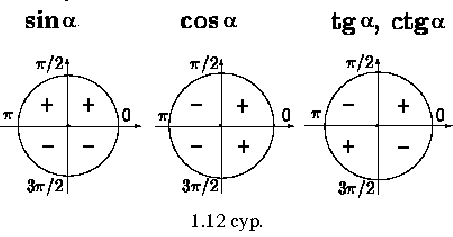 sin α cos α tg α, ctg α
π/2 π/2 π/2
+ + − + − +
π 0 π 0 π 0
− − − + + −
3π/2 3π/2 3π/2
1.12 сур.